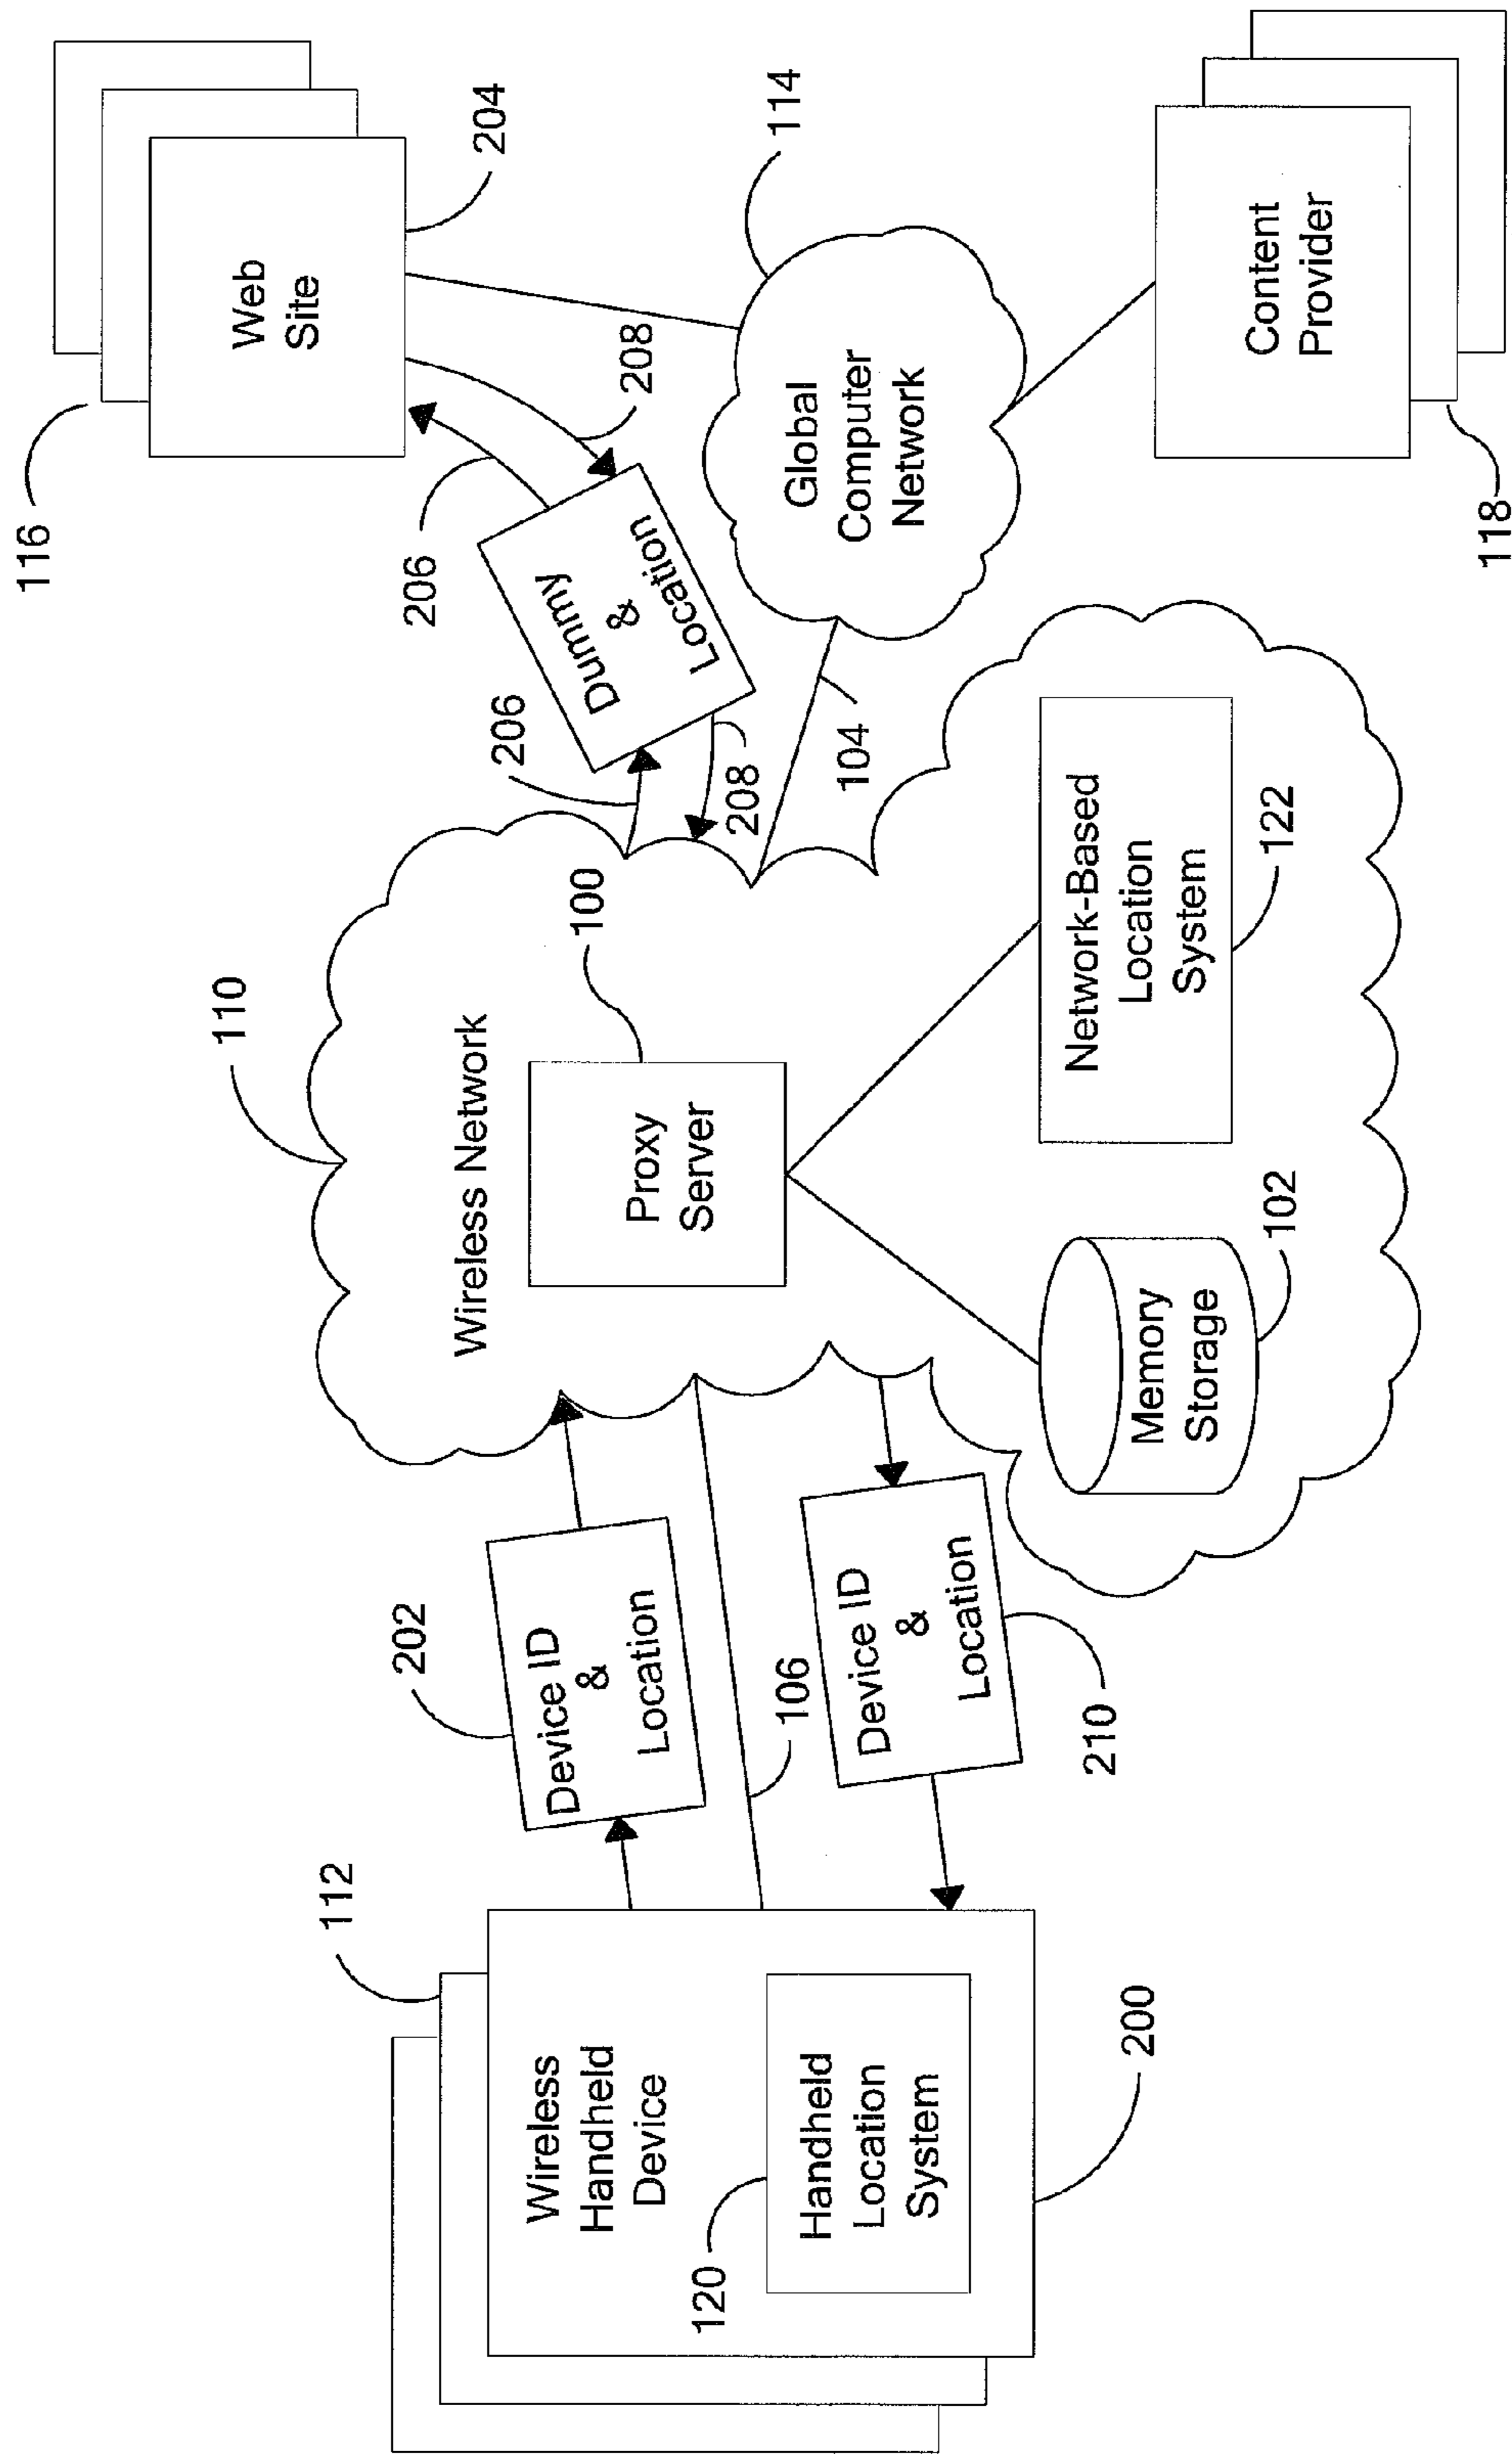 116
Web
Site
204
206
208
Dummy
&
Location
206
208
114
Global
Computer
Network
104
Content
Provider
118
110
Wireless Network
100
Proxy
Server
Network-Based
Location
System
122
Memory
Storage
102
202
Device ID
&
Location
106
Device ID
&
Location
210
112
Wireless
Handheld
Device
120
Handheld
Location
System
200